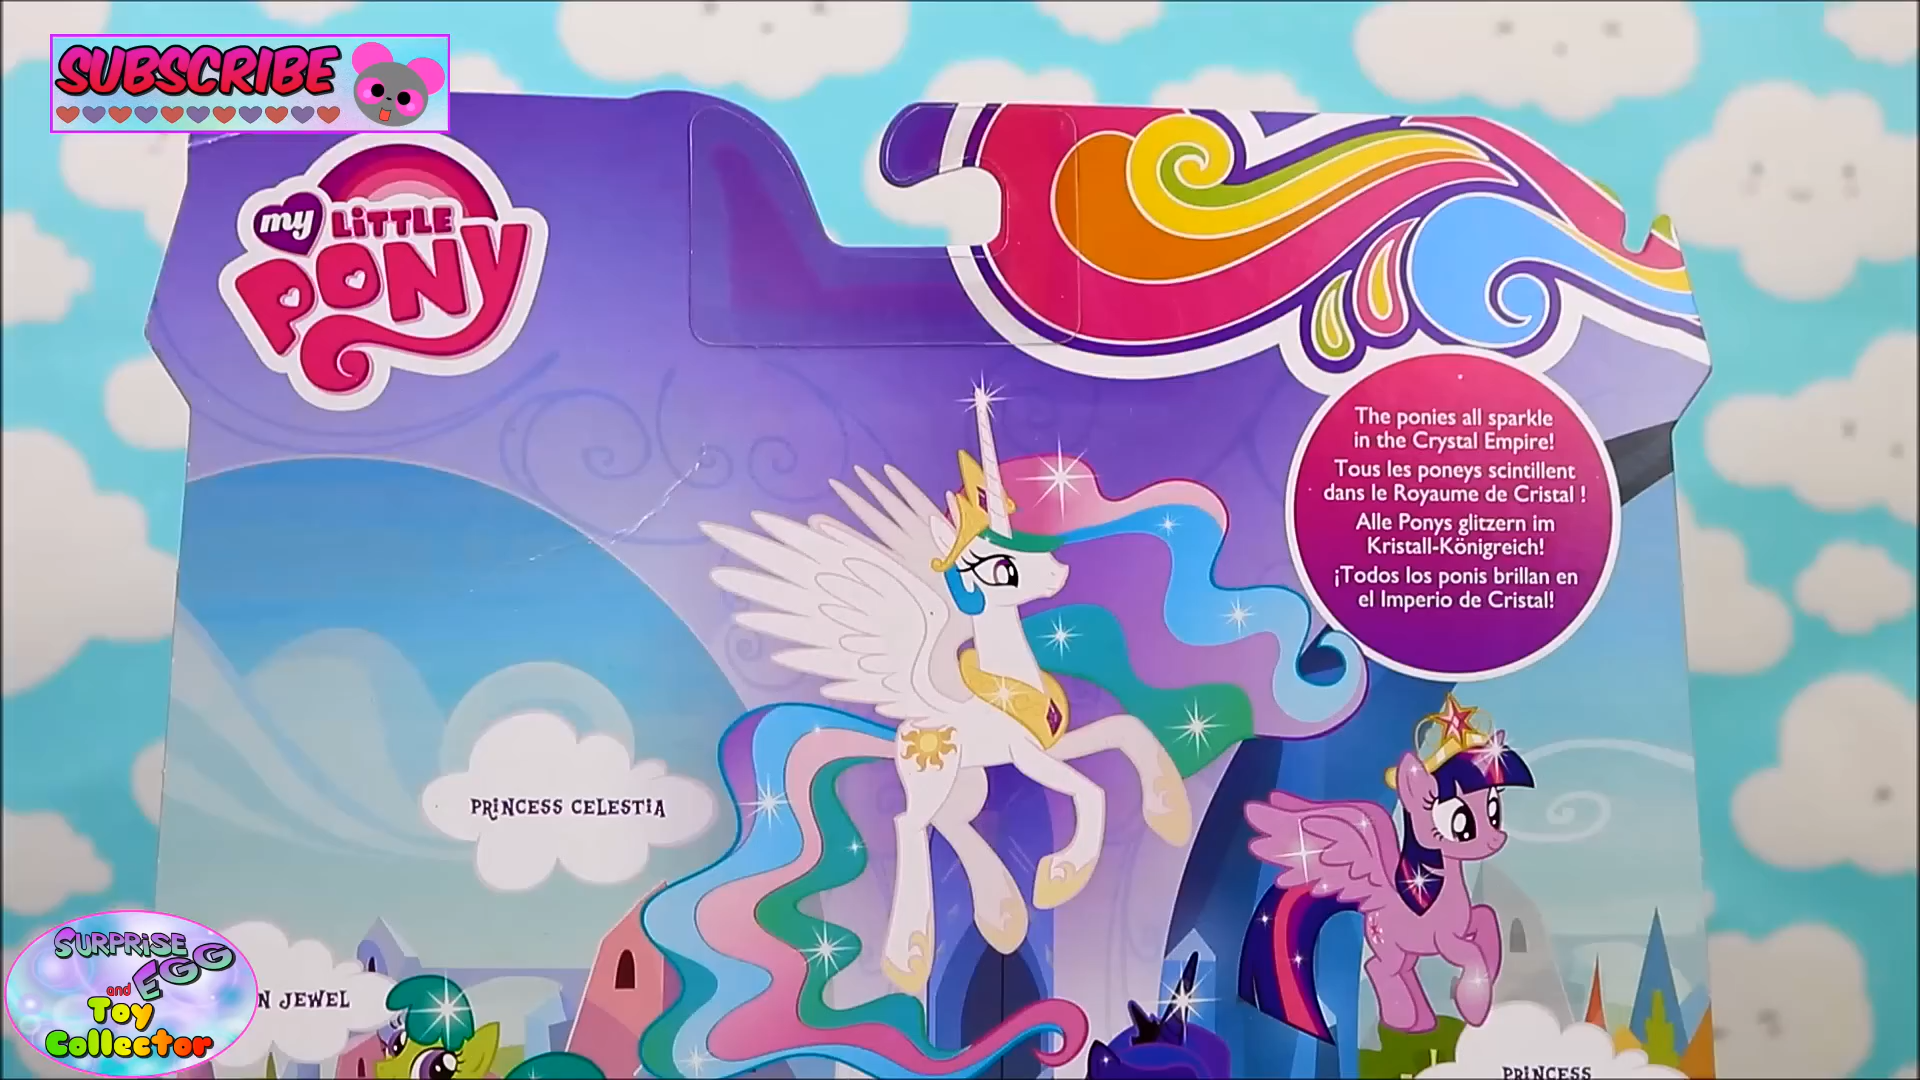 SUBSCRIBE
my LiTTLE
PONY
The ponies all sparkle
in the Crystal Empire!
Tous les poneys scintillent
dans le Royaume de Cristal !
Alle Ponys glitzern im
Kristall-Königreich!
¡Todos los ponis brillan en
el Imperio de Cristal!
PRiNCESS CELESTiA
SURPRiSE
EGG
and
Toy
Collector
N JEWEL
PRiNCESS